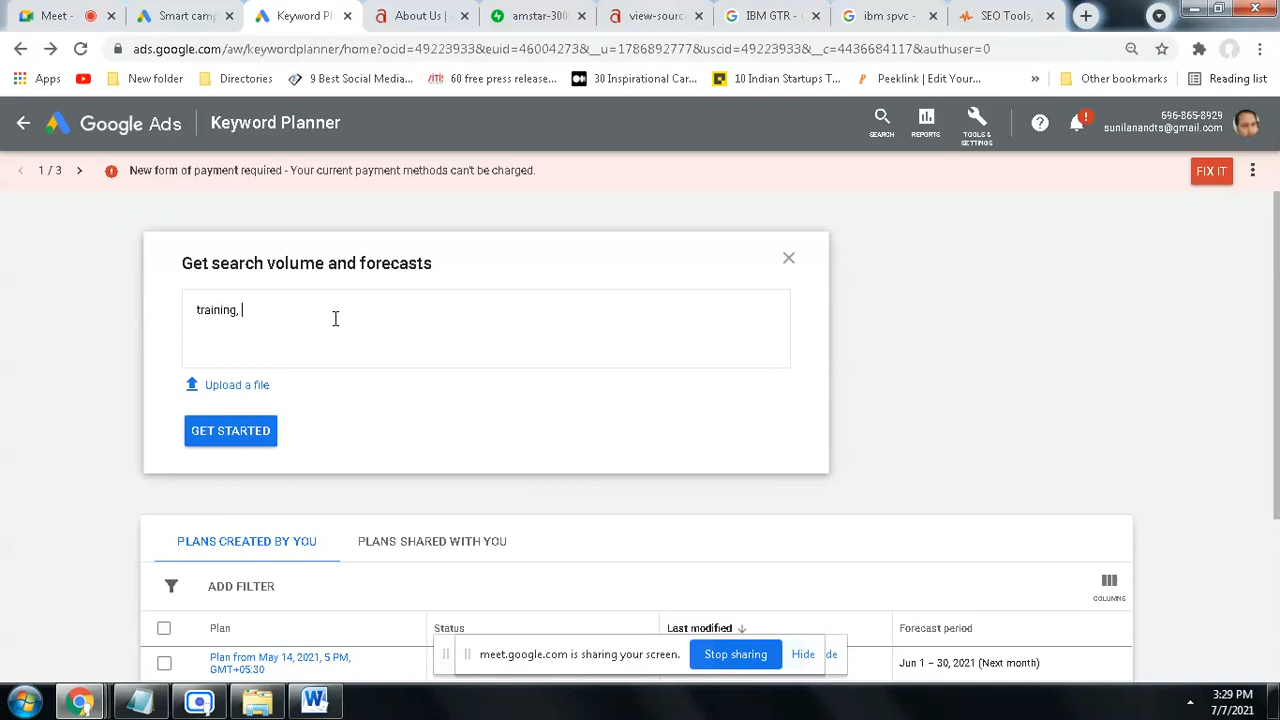 Meet -
Smart cam
Keyword Pl
About Us |
amster-30
view-sourc
IBM GTR -
ibm spvc -
SEO Tools,
ads.google.com/aw/keywordplanner/home?ocid=49223933&euid=46004273&__u=1786892777&uscid=49223933&__c=4436684117&authuser=0
Apps
New folder
Directories
9 Best Social Media...
60 free press releas...
30 Inspirational Car...
10 Indian Startups T...
Peeklink | Edit Your...
»
Other bookmarks
Reading list
Google Ads
Keyword Planner
SEARCH
REPORTS
TOOLS & SETTINGS
696-865-8929
sunilanandts@gmail.com
1 / 3
New form of payment required - Your current payment methods can't be charged.
FIX IT
Get search volume and forecasts
training,
Upload a file
GET STARTED
PLANS CREATED BY YOU
PLANS SHARED WITH YOU
ADD FILTER
COLUMNS
Plan
Status
Last modified
Forecast period
Plan from May 14, 2021, 5 PM,
GMT+05:30
Jun 1 – 30, 2021 (Next month)
meet.google.com is sharing your screen.
Stop sharing
Hide
de
3:29 PM
7/7/2021